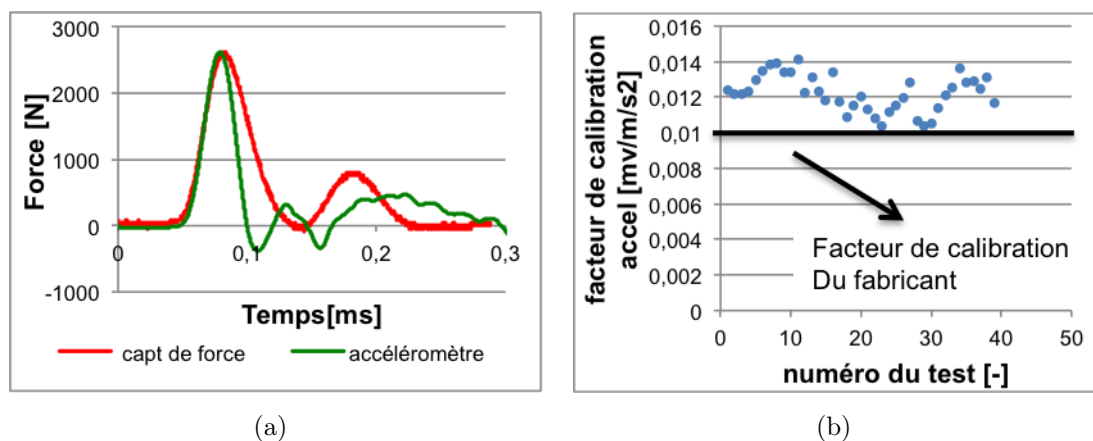 3000
2000
1000
0
-1000
Force [N]
0
0,1
0,2
0,3
Temps[ms]
capt de force
accéléromètre
(a)
0,016
0,014
0,012
0,01
0,008
0,006
0,004
0,002
0
facteur de calibration
accel [mv/m/s2]
Facteur de calibration
Du fabricant
0
10
20
30
40
50
numéro du test [-]
(b)